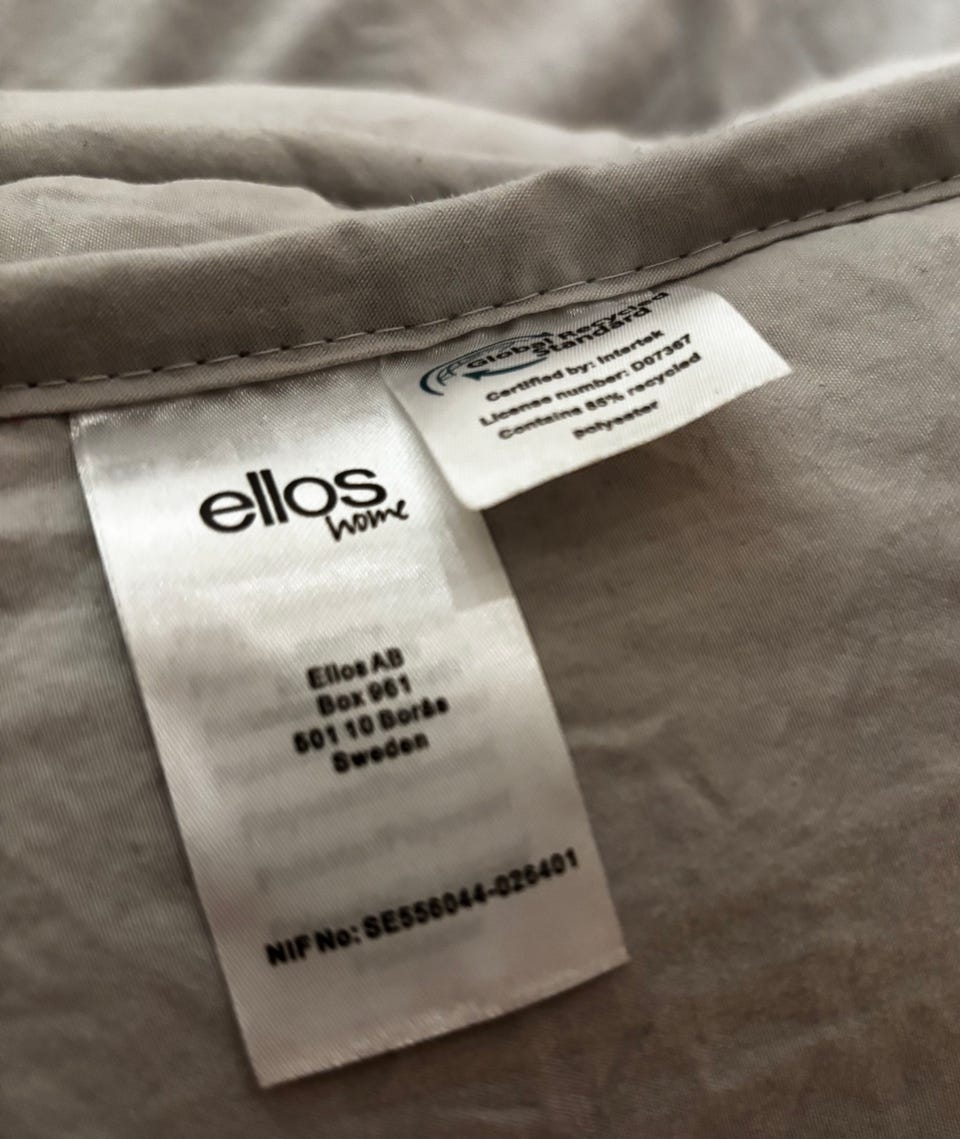 Global Recycled
Standard
Certified by: Intertek
License number: D07367
Contains 85% recycled
polyester
ellos
home
Ellos AB
Box 961
501 10 Borås
Sweden
NIF No: SE556044-026401